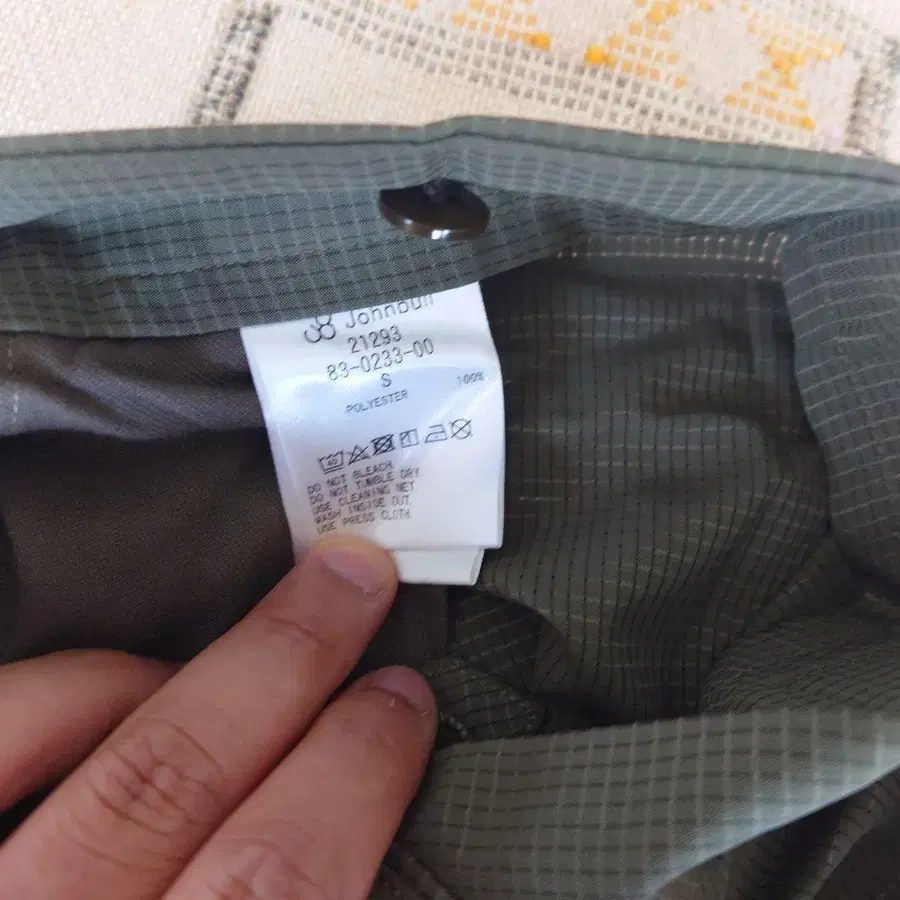 Johnbull
21293
83-0233-00
S
POLYESTER 100%
40
DO NOT BLEACH.
DO NOT TUMBLE DRY.
USE CLEANING NET.
WASH INSIDE OUT.
USE PRESS CLOTH.